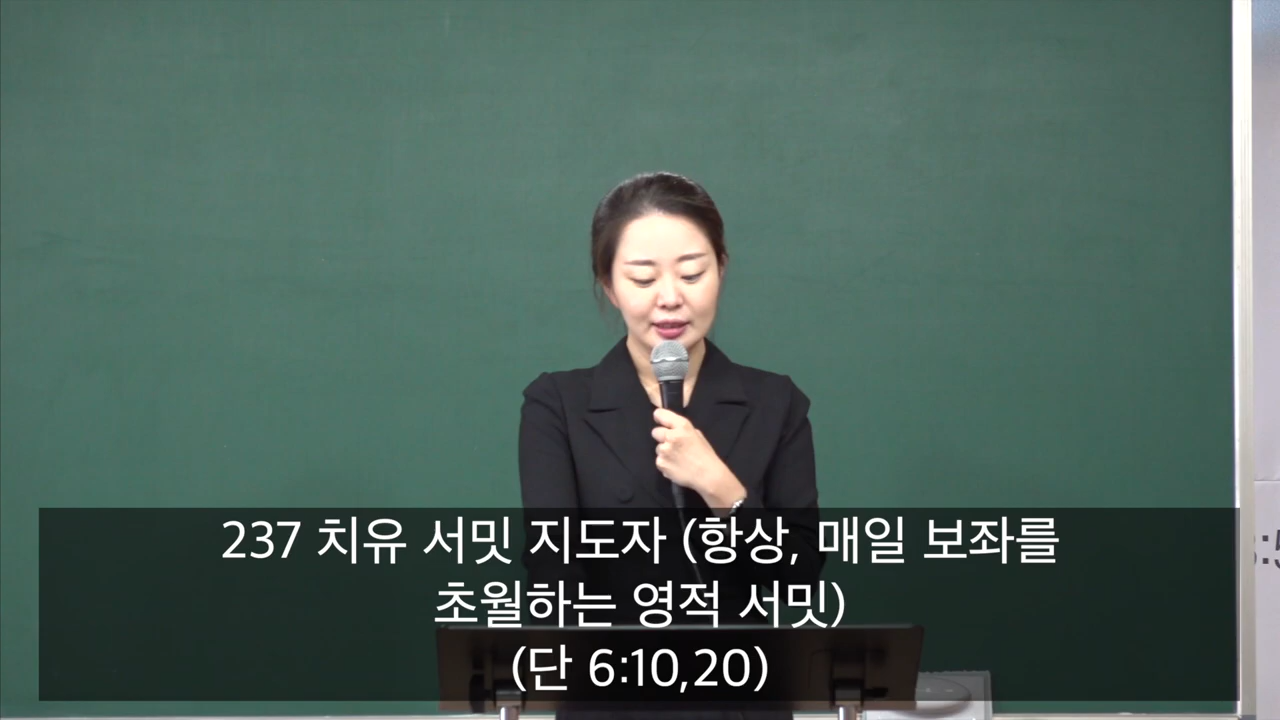 237 치유 서밋 지도자 (항상, 매일 보좌를
초월하는 영적 서밋)
(단 6:10,20)